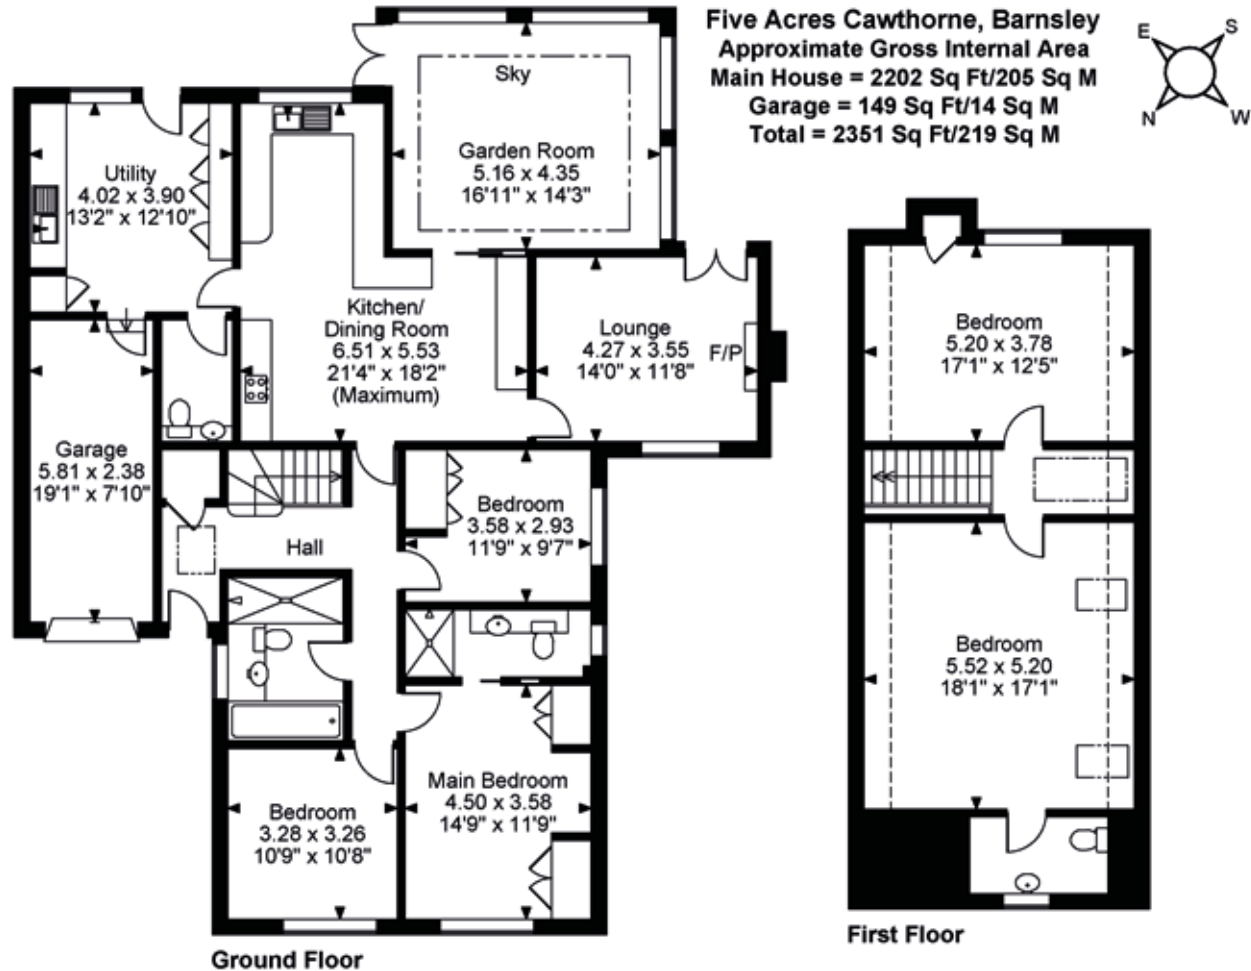 Five Acres Cawthorne, Barnsley
Approximate Gross Internal Area
Main House = 2202 Sq Ft/205 Sq M
Garage = 149 Sq Ft/14 Sq M
Total = 2351 Sq Ft/219 Sq M
E
S
N
W
Sky
Garden Room
5.16 x 4.35
16'11" x 14'3"
Utility
4.02 x 3.90
13'2" x 12'10"
Kitchen/
Dining Room
6.51 x 5.53
21'4" x 18'2"
(Maximum)
Lounge
4.27 x 3.55
14'0" x 11'8"
F/P
Garage
5.81 x 2.38
19'1" x 7'10"
Hall
Bedroom
3.58 x 2.93
11'9" x 9'7"
Main Bedroom
4.50 x 3.58
14'9" x 11'9"
Bedroom
3.28 x 3.26
10'9" x 10'8"
Ground Floor
Bedroom
5.20 x 3.78
17'1" x 12'5"
Bedroom
5.52 x 5.20
18'1" x 17'1"
First Floor